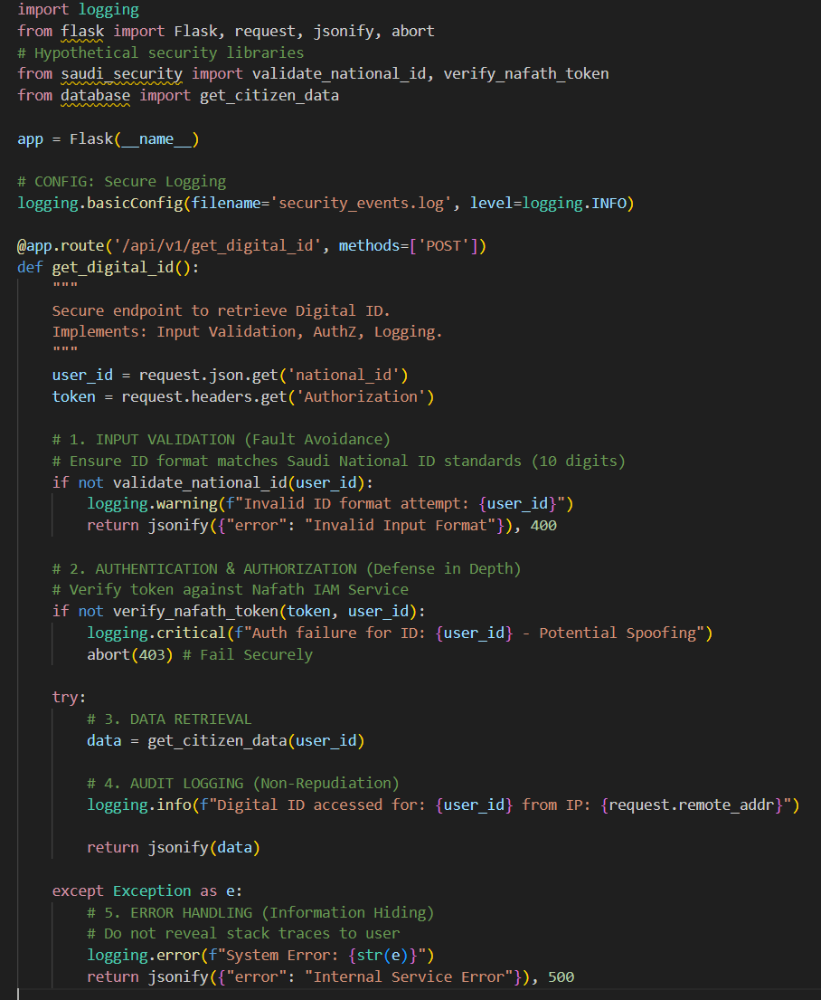 import logging
from flask import Flask, request, jsonify, abort
# Hypothetical security libraries
from saudi_security import validate_national_id, verify_nafath_token
from database import get_citizen_data

app = Flask(__name__)

# CONFIG: Secure Logging
logging.basicConfig(filename='security_events.log', level=logging.INFO)

@app.route('/api/v1/get_digital_id', methods=['POST'])
def get_digital_id():
    """
    Secure endpoint to retrieve Digital ID.
    Implements: Input Validation, AuthZ, Logging.
    """
    user_id = request.json.get('national_id')
    token = request.headers.get('Authorization')

    # 1. INPUT VALIDATION (Fault Avoidance)
    # Ensure ID format matches Saudi National ID standards (10 digits)
    if not validate_national_id(user_id):
        logging.warning(f"Invalid ID format attempt: {user_id}")
        return jsonify({"error": "Invalid Input Format"}), 400

    # 2. AUTHENTICATION & AUTHORIZATION (Defense in Depth)
    # Verify token against Nafath IAM Service
    if not verify_nafath_token(token, user_id):
        logging.critical(f"Auth failure for ID: {user_id} - Potential Spoofing")
        abort(403) # Fail Securely

    try:
        # 3. DATA RETRIEVAL
        data = get_citizen_data(user_id)

        # 4. AUDIT LOGGING (Non-Repudiation)
        logging.info(f"Digital ID accessed for: {user_id} from IP: {request.remote_addr}")

        return jsonify(data)

    except Exception as e:
        # 5. ERROR HANDLING (Information Hiding)
        # Do not reveal stack traces to user
        logging.error(f"System Error: {str(e)}")
        return jsonify({"error": "Internal Service Error"}), 500